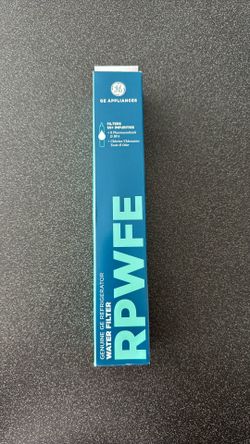 GE APPLIANCES
FILTERS
50+ IMPURITIES
GENUINE GE REFRIGERATOR
WATER FILTER
RPWFE